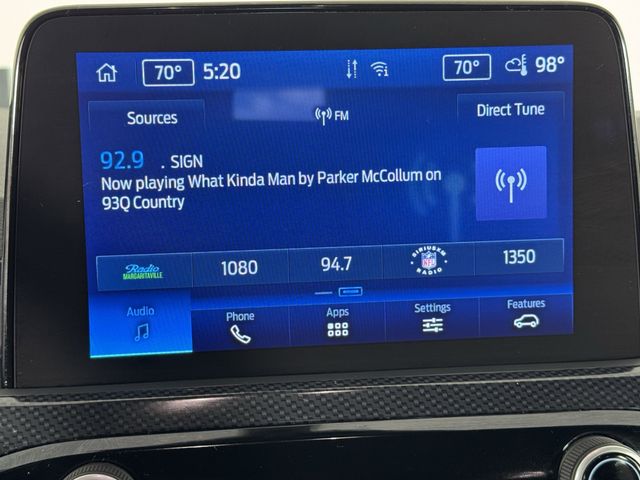 70° 5:20 70° 98°
Sources FM Direct Tune
92.9 . SIGN
Now playing What Kinda Man by Parker McCollum on
93Q Country
Radio MARGARITAVILLE 1080 94.7 SIRIUSXM NFL RADIO 1350
Audio Phone Apps Settings Features